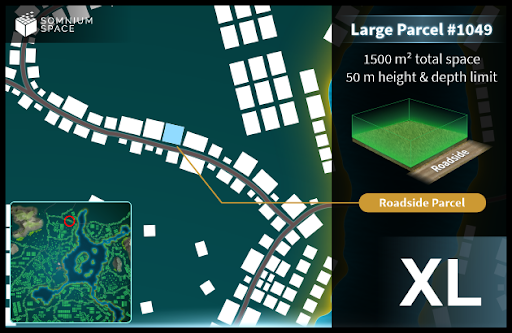 SOMNIUM
SPACE
Large Parcel #1049
1500 m² total space
50 m height & depth limit
Roadside
Roadside Parcel
XL